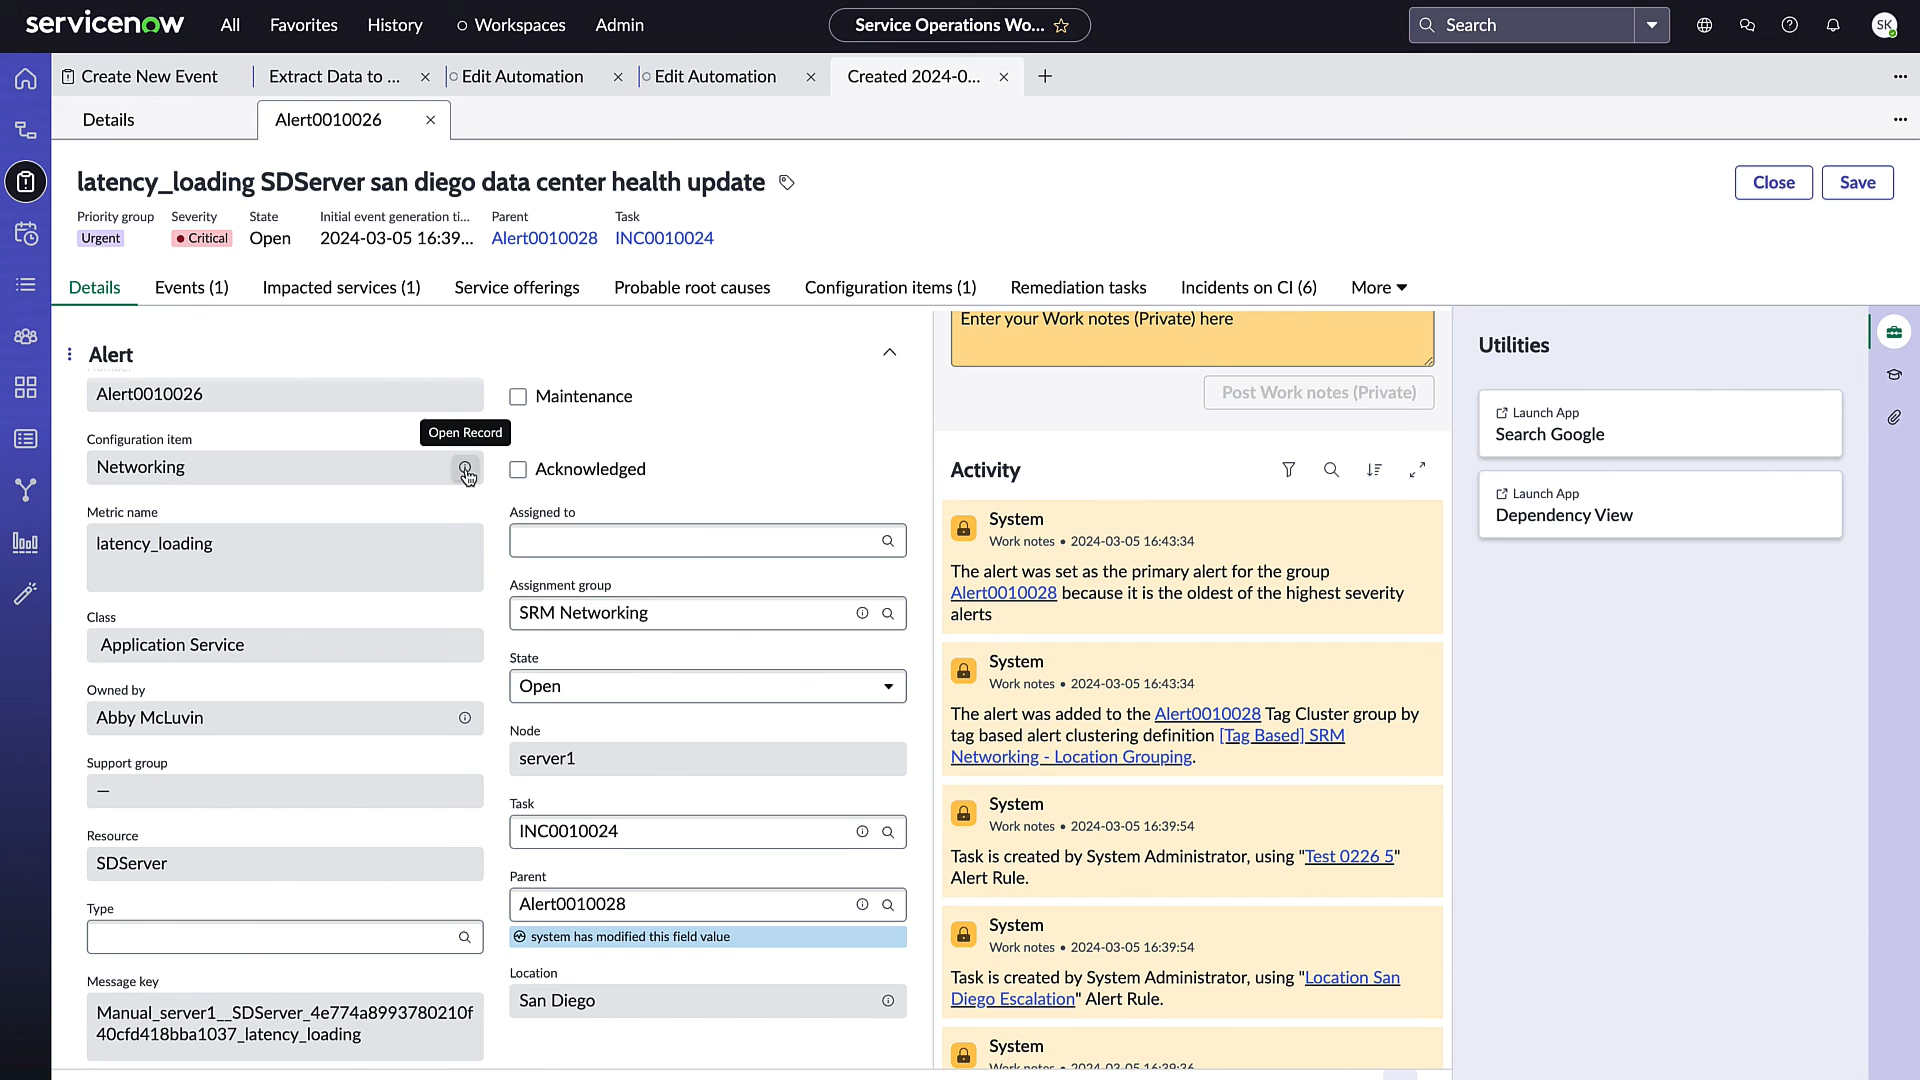 servicenow
All
Favorites
History
Workspaces
Admin
Service Operations Wo...
Search
SK
Create New Event
Extract Data to ...
Edit Automation
Edit Automation
Created 2024-0...
Details
Alert0010026
latency_loading SDServer san diego data center health update
Close
Save
Priority group
Severity
State
Initial event generation ti...
Parent
Task
Urgent
Critical
Open
2024-03-05 16:39...
Alert0010028
INC0010024
Details
Events (1)
Impacted services (1)
Service offerings
Probable root causes
Configuration items (1)
Remediation tasks
Incidents on CI (6)
More
Alert
Number
Alert0010026
Maintenance
Open Record
Configuration item
Networking
Acknowledged
Metric name
latency_loading
Assigned to
Class
Application Service
Assignment group
SRM Networking
Owned by
Abby McLuvin
State
Open
Support group
—
Node
server1
Resource
SDServer
Task
INC0010024
Type
Parent
Alert0010028
system has modified this field value
Message key
Manual_server1__SDServer_4e774a8993780210f
40cfd418bba1037_latency_loading
Location
San Diego
Enter your Work notes (Private) here
Post Work notes (Private)
Activity
System
Work notes • 2024-03-05 16:43:34
The alert was set as the primary alert for the group
Alert0010028 because it is the oldest of the highest severity
alerts
System
Work notes • 2024-03-05 16:43:34
The alert was added to the Alert0010028 Tag Cluster group by
tag based alert clustering definition [Tag Based] SRM
Networking - Location Grouping.
System
Work notes • 2024-03-05 16:39:54
Task is created by System Administrator, using "Test 0226 5"
Alert Rule.
System
Work notes • 2024-03-05 16:39:54
Task is created by System Administrator, using "Location San
Diego Escalation" Alert Rule.
System
Work notes • 2024-03-05 16:39:36
Utilities
Launch App
Search Google
Launch App
Dependency View